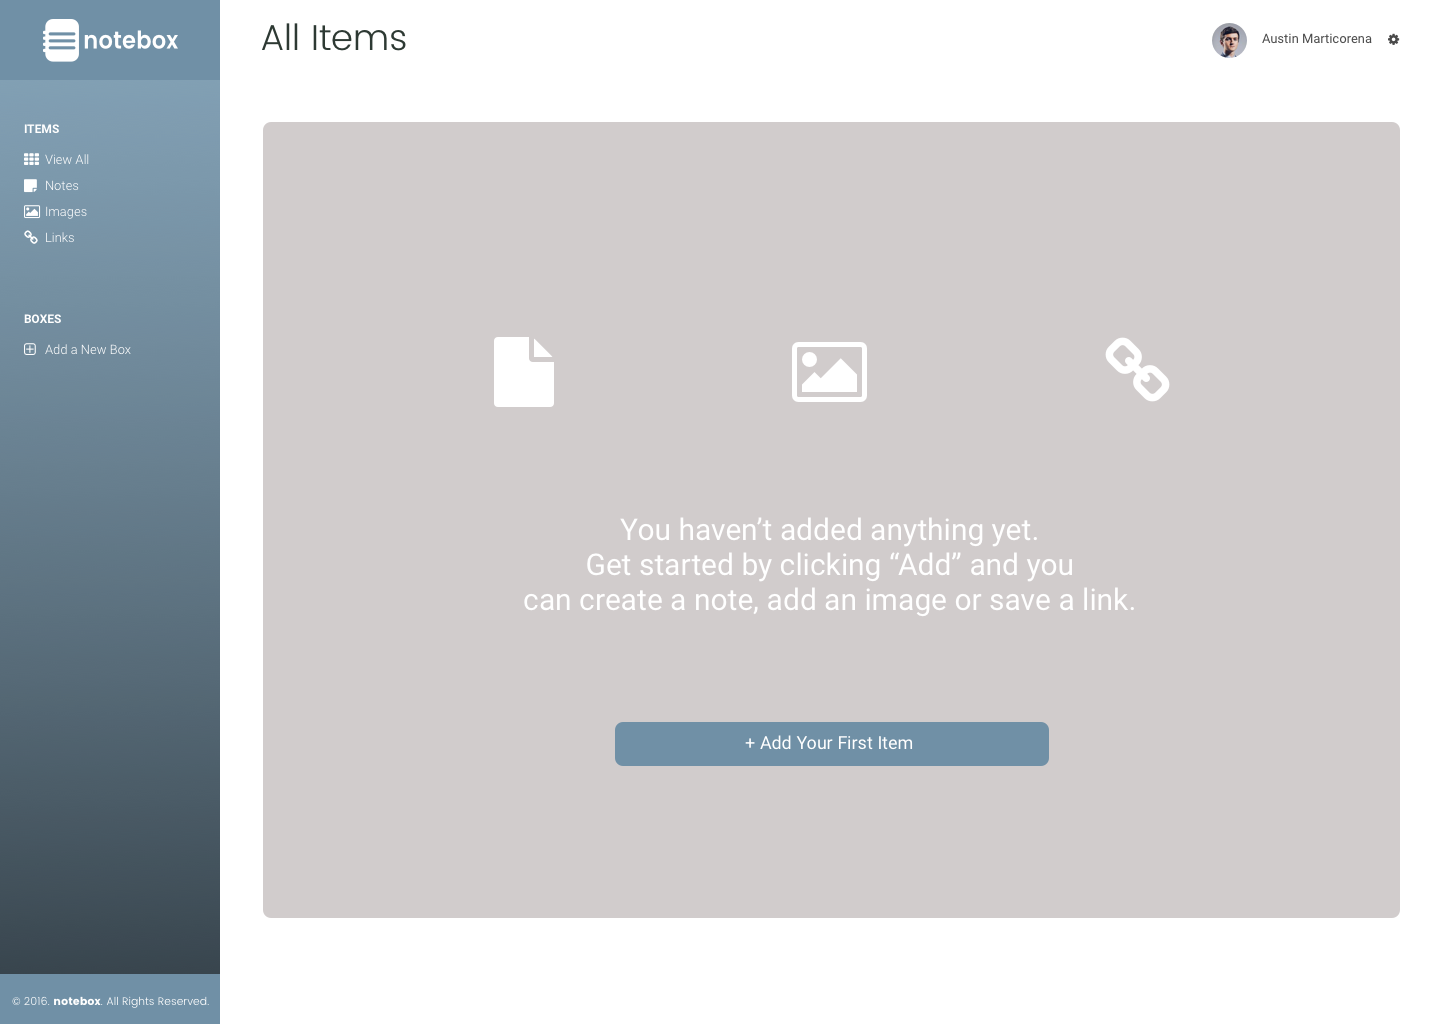 notebox
All Items
Austin Marticorena
ITEMS
View All
Notes
Images
Links
BOXES
Add a New Box
You haven’t added anything yet.
Get started by clicking “Add” and you
can create a note, add an image or save a link.
+ Add Your First Item
© 2016. notebox. All Rights Reserved.